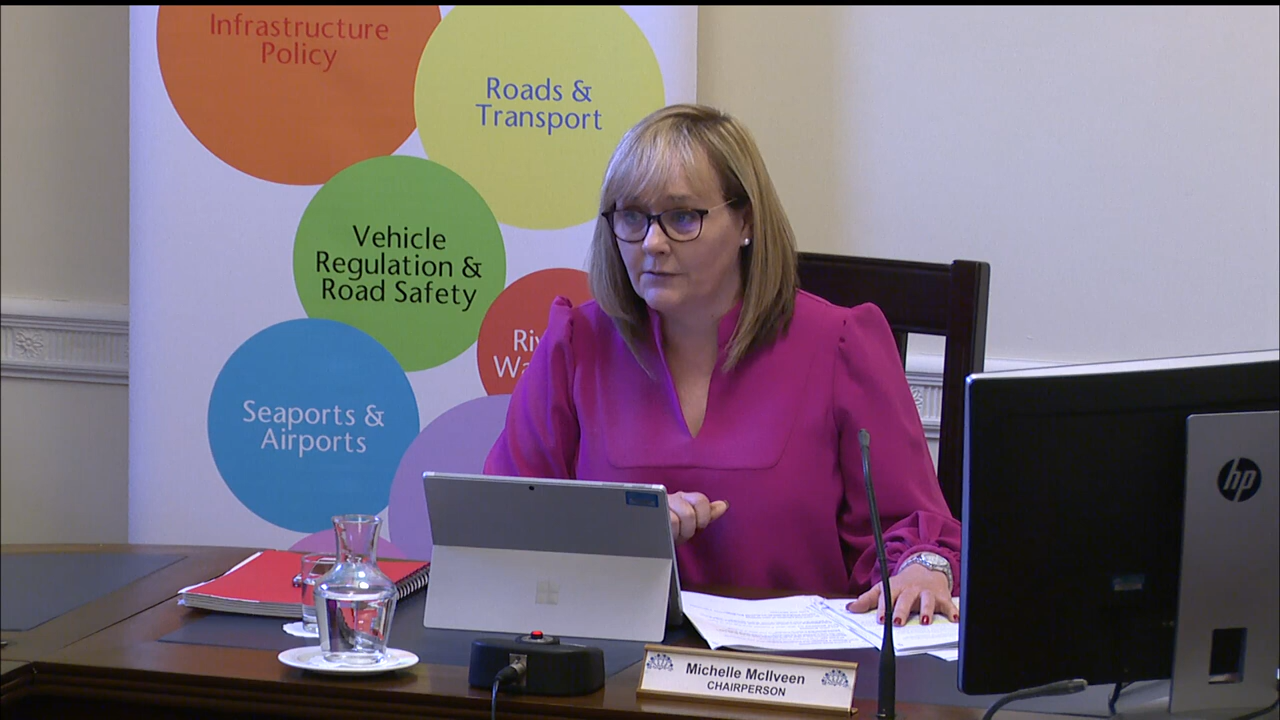 Infrastructure
Policy
Roads &
Transport
Vehicle
Regulation &
Road Safety
Seaports &
Airports
hp
Michelle McIlveen
CHAIRPERSON